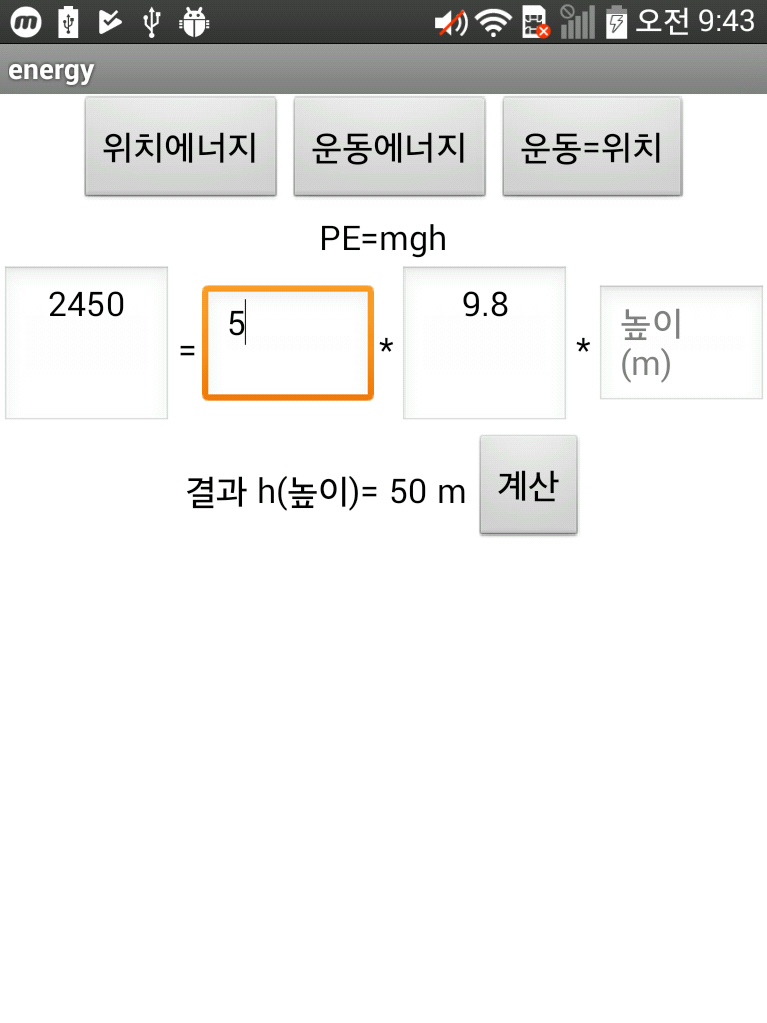 오전 9:43
energy
위치에너지 운동에너지 운동=위치
PE=mgh
2450 = 5 * 9.8 * 높이
(m)
결과 h(높이)= 50 m 계산